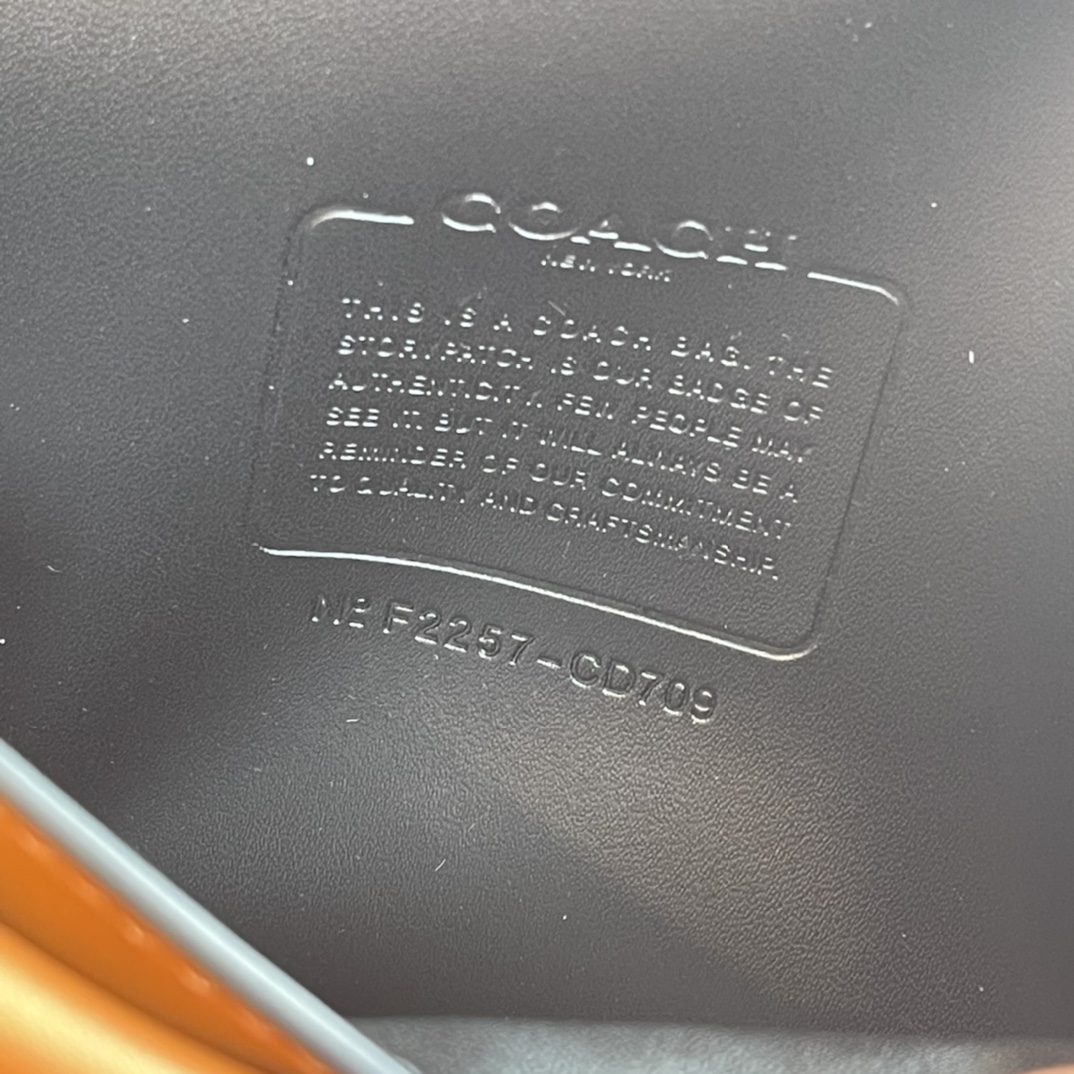 COACH
NEW YORK
THIS IS A COACH BAG. THE
STORYPATCH IS OUR BADGE OF
AUTHENTICITY. FEW PEOPLE MAY
SEE IT, BUT IT WILL ALWAYS BE A
REMINDER OF OUR COMMITMENT
TO QUALITY AND CRAFTSMANSHIP.
Nº F2257-CD709